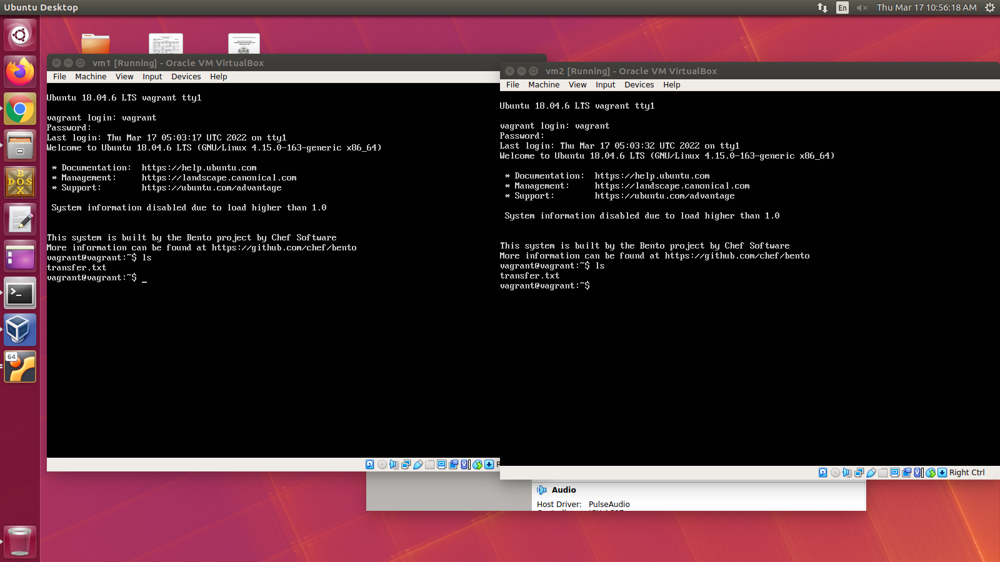 Ubuntu Desktop
En
Thu Mar 17 10:56:18 AM
vm1 [Running] - Oracle VM VirtualBox
File Machine View Input Devices Help
Ubuntu 18.04.6 LTS vagrant tty1
vagrant login: vagrant
Password:
Last login: Thu Mar 17 05:03:17 UTC 2022 on tty1
Welcome to Ubuntu 18.04.6 LTS (GNU/Linux 4.15.0-163-generic x86_64)
* Documentation: https://help.ubuntu.com
* Management: https://landscape.canonical.com
* Support: https://ubuntu.com/advantage
System information disabled due to load higher than 1.0
This system is built by the Bento project by Chef Software
More information can be found at https://github.com/chef/bento
vagrant@vagrant:~$ ls
transfer.txt
vagrant@vagrant:~$ _
vm2 [Running] - Oracle VM VirtualBox
File Machine View Input Devices Help
Ubuntu 18.04.6 LTS vagrant tty1
vagrant login: vagrant
Password:
Last login: Thu Mar 17 05:03:32 UTC 2022 on tty1
Welcome to Ubuntu 18.04.6 LTS (GNU/Linux 4.15.0-163-generic x86_64)
* Documentation: https://help.ubuntu.com
* Management: https://landscape.canonical.com
* Support: https://ubuntu.com/advantage
System information disabled due to load higher than 1.0
This system is built by the Bento project by Chef Software
More information can be found at https://github.com/chef/bento
vagrant@vagrant:~$ ls
transfer.txt
vagrant@vagrant:~$
Right Ctrl
Audio
Host Driver: PulseAudio
DOS
BOX
64